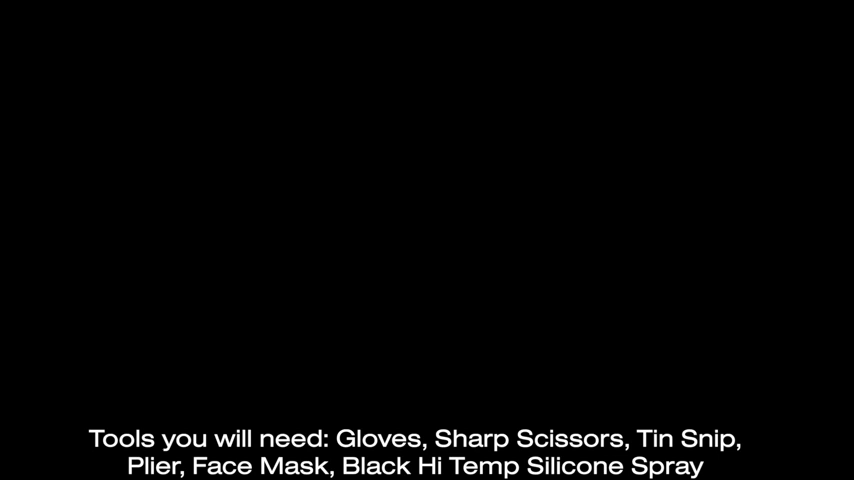 Tools you will need: Gloves, Sharp Scissors, Tin Snip,
Plier, Face Mask, Black Hi Temp Silicone Spray